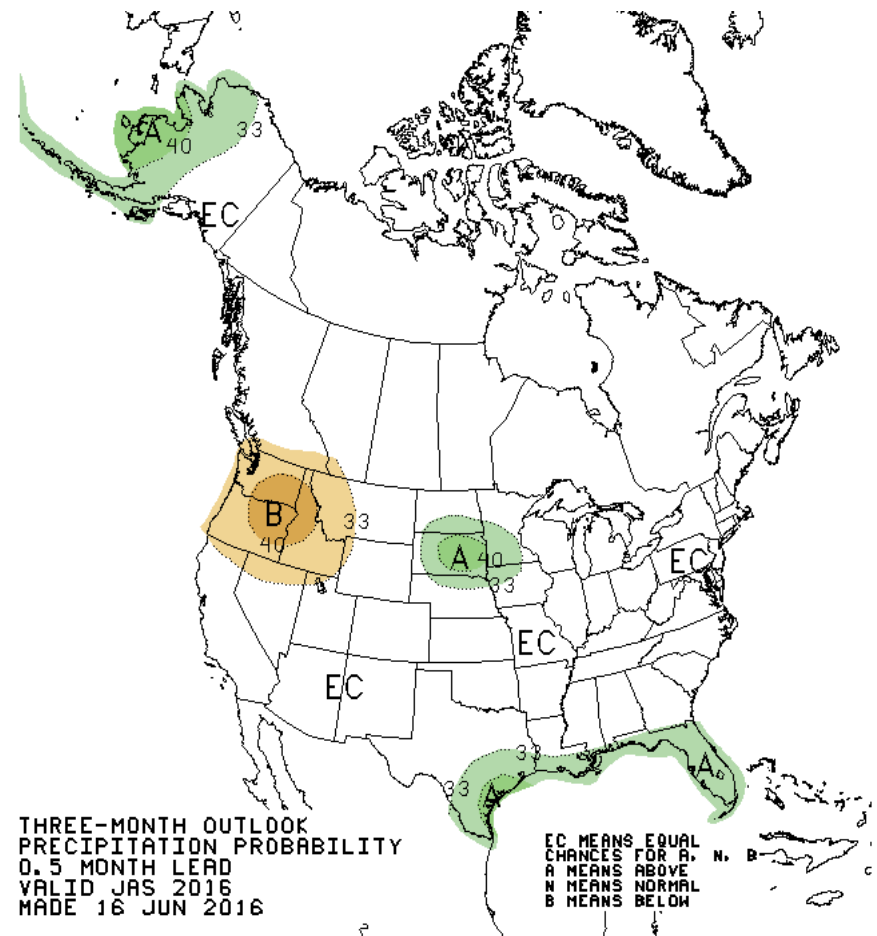 A
40
33
EC
B
40
33
A
40
33
EC
EC
EC
33
33
A
A
THREE-MONTH OUTLOOK
PRECIPITATION PROBABILITY
0.5 MONTH LEAD
VALID JAS 2016
MADE 16 JUN 2016
EC MEANS EQUAL
CHANCES FOR A, N, B
A MEANS ABOVE
N MEANS NORMAL
B MEANS BELOW